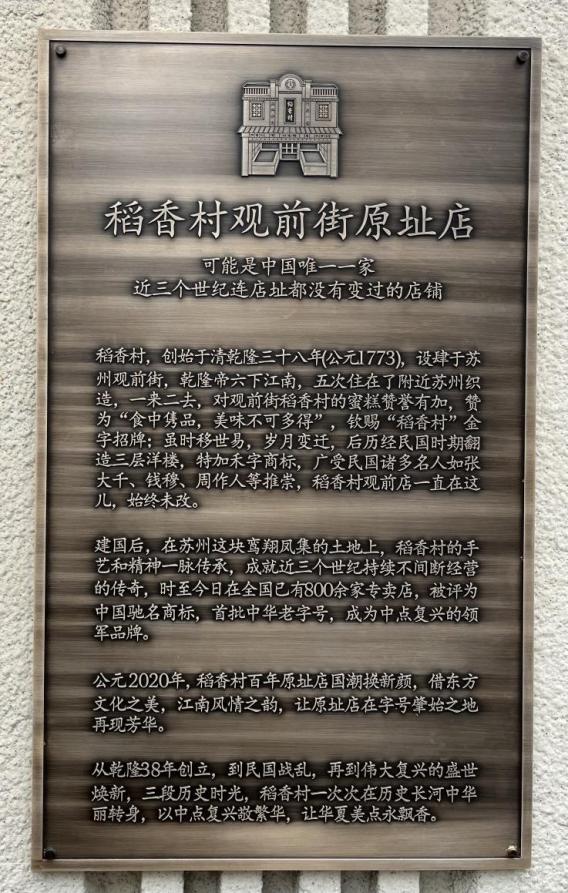 稻香村
稻香村观前街原址店
可能是中国唯一一家
近三个世纪连店址都没有变过的店铺
稻香村，创始于清乾隆三十八年(公元1773)，设肆于苏
州观前街，乾隆帝六下江南，五次住在了附近苏州织
造，一来二去，对观前街稻香村的蜜糕赞誉有加，赞
为“食中隽品，美味不可多得”，钦赐“稻香村”金
字招牌；虽时移世易，岁月变迁，后历经民国时期翻
造三层洋楼，特加禾字商标，广受民国诸多名人如张
大千、钱穆、周作人等推崇，稻香村观前店一直在这
儿，始终未改。
建国后，在苏州这块鸾翔凤集的土地上，稻香村的手
艺和精神一脉传承，成就近三个世纪持续不间断经营
的传奇，时至今日在全国已有800余家专卖店，被评为
中国驰名商标，首批中华老字号，成为中点复兴的领
军品牌。
公元2020年，稻香村百年原址店国潮换新颜，借东方
文化之美，江南风情之韵，让原址店在字号肇始之地
再现芳华。
从乾隆38年创立，到民国战乱，再到伟大复兴的盛世
焕新，三段历史时光，稻香村一次次在历史长河中华
丽转身，以中点复兴敬繁华，让华夏美点永飘香。